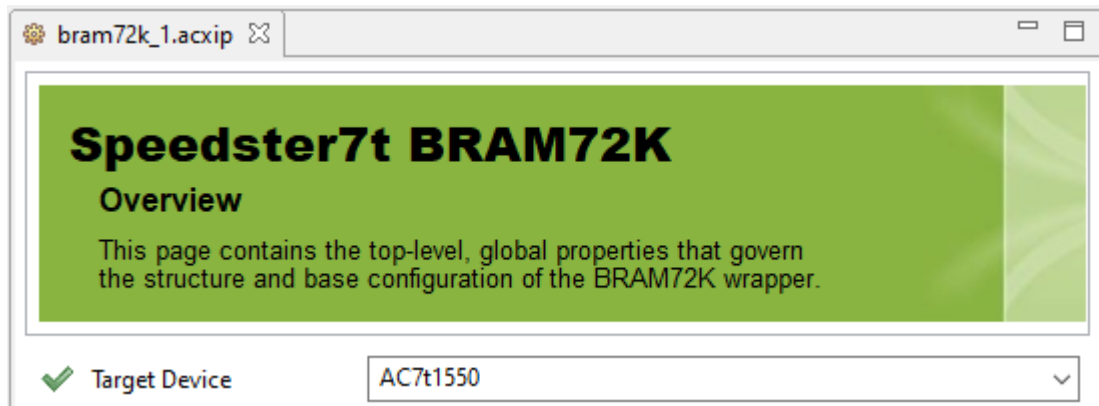 bram72k_1.acxip
Speedster7t BRAM72K
Overview
This page contains the top-level, global properties that govern
the structure and base configuration of the BRAM72K wrapper.
Target Device AC7t1550